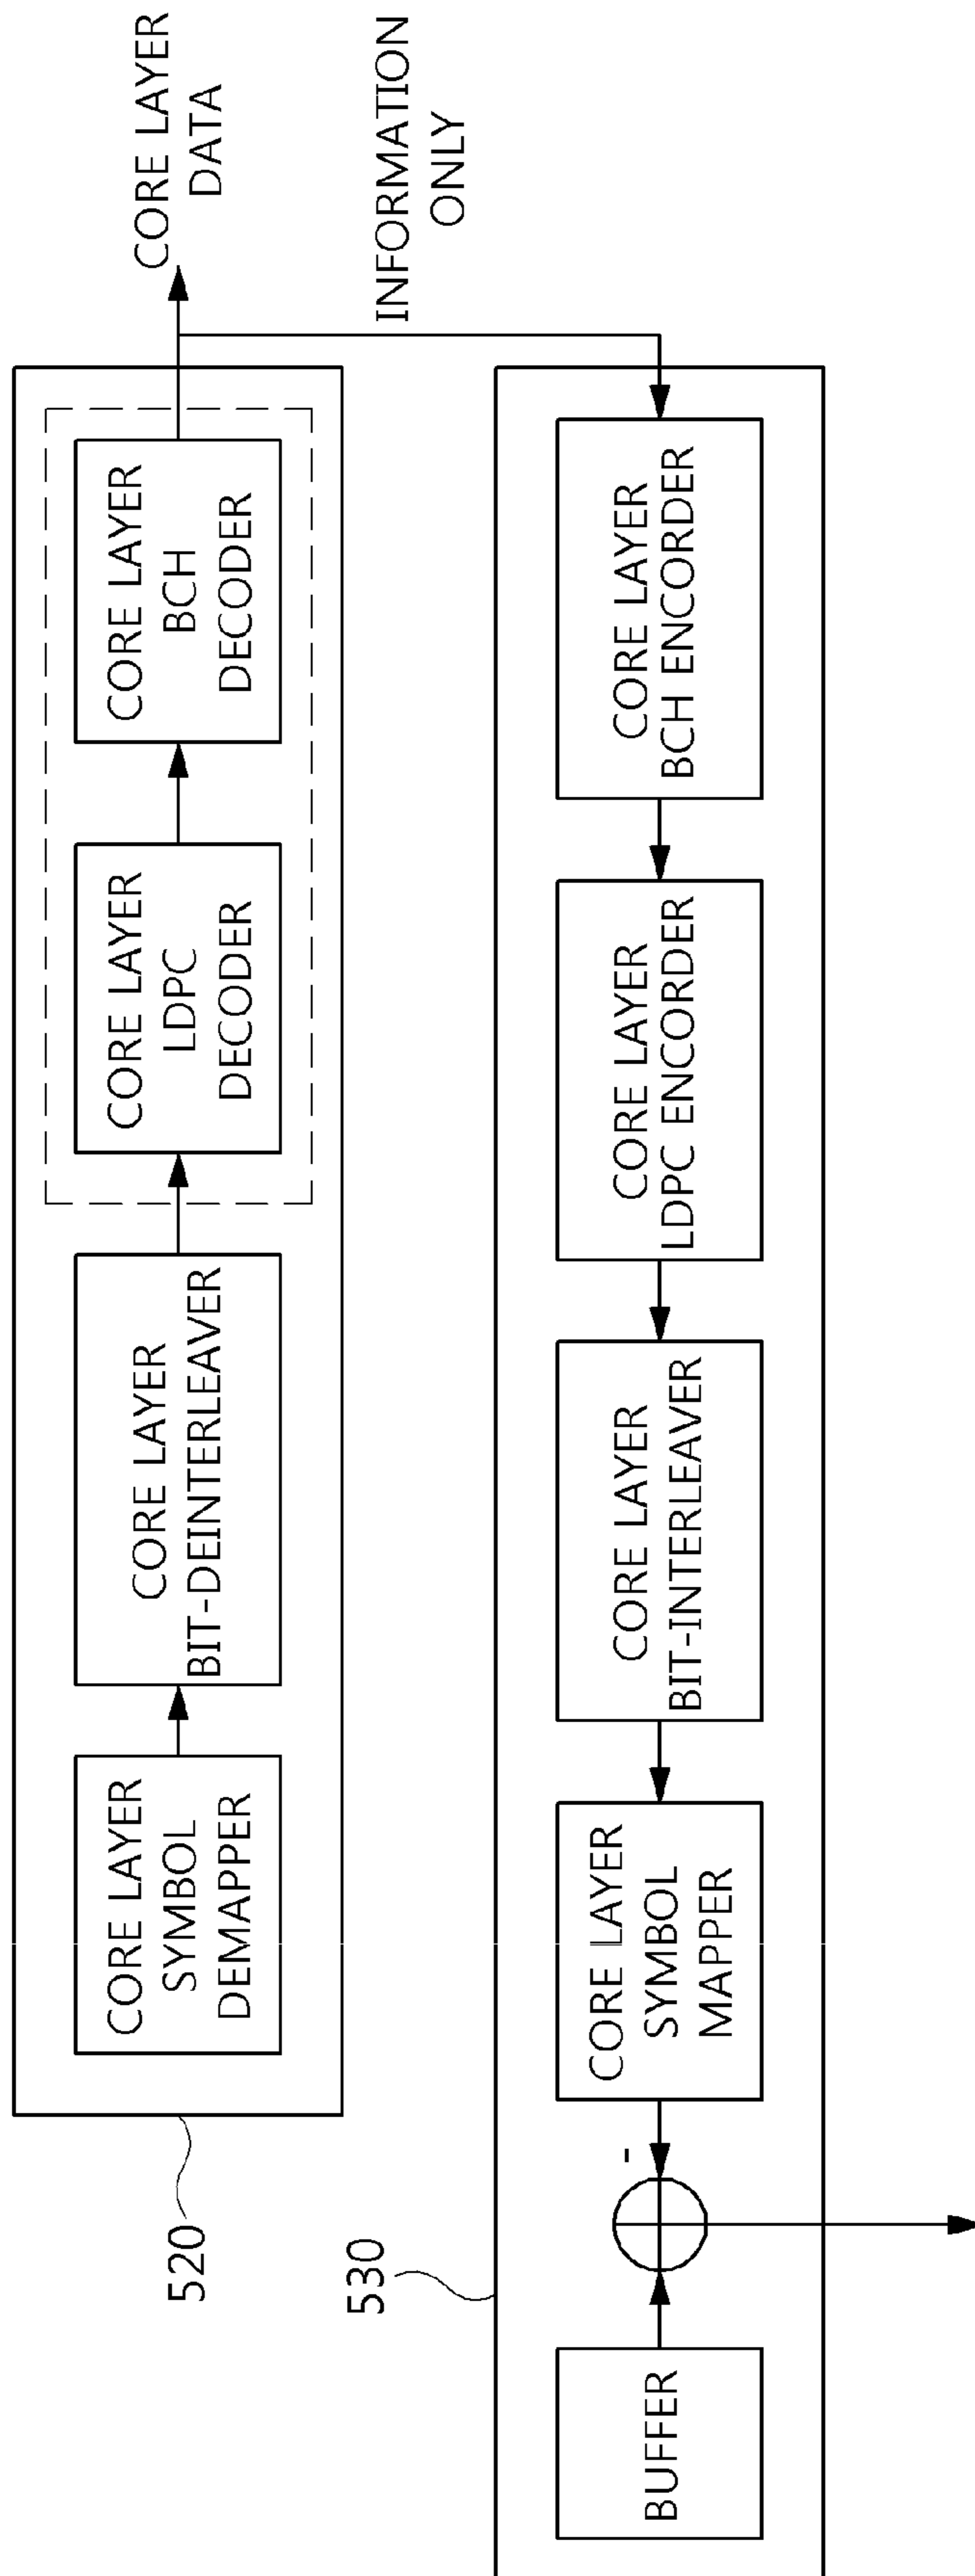 520
CORE LAYER
SYMBOL
DEMAPPER
CORE LAYER
BIT-DEINTERLEAVER
CORE LAYER
LDPC
DECODER
CORE LAYER
BCH
DECODER
CORE LAYER
DATA
INFORMATION
ONLY
530
BUFFER
-
CORE LAYER
SYMBOL
MAPPER
CORE LAYER
BIT-INTERLEAVER
CORE LAYER
LDPC ENCORDER
CORE LAYER
BCH ENCORDER